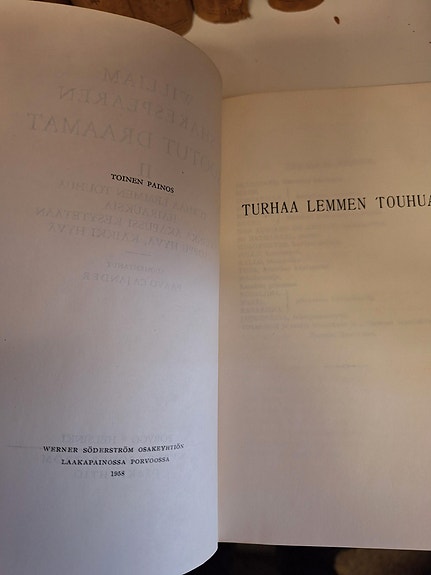 TOINEN PAINOS
WERNER SÖDERSTRÖM OSAKEYHTIÖN
LAAKAPAINOSSA PORVOOSSA
1958
TURHAA LEMMEN TOUHUA